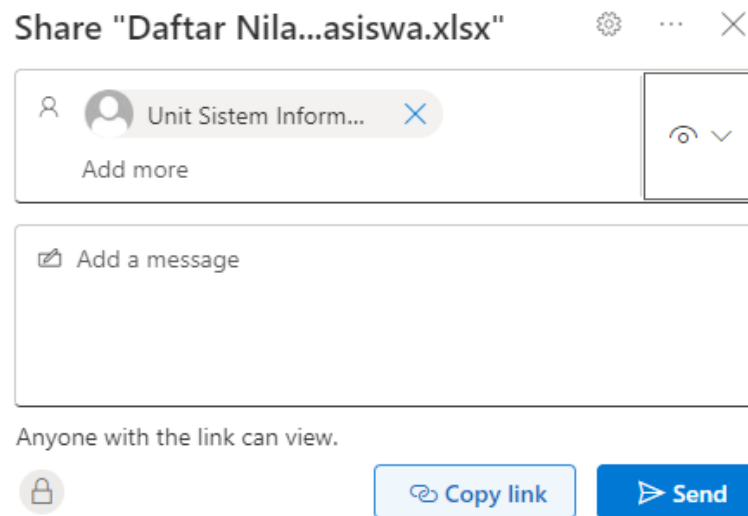 Share "Daftar Nila...asiswa.xlsx"
Unit Sistem Inform...
Add more
Add a message
Anyone with the link can view.
Copy link
Send